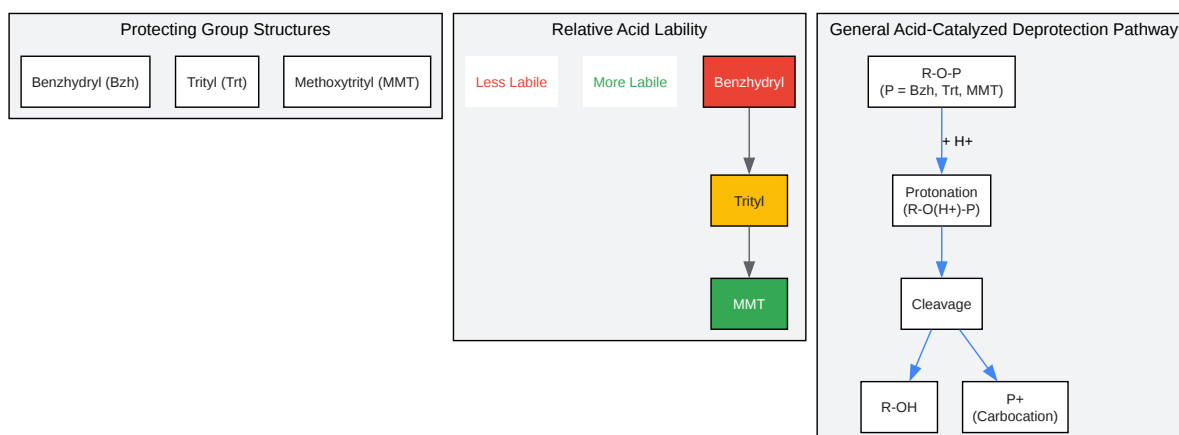 Protecting Group Structures
Benzhydryl (Bzh)
Trityl (Trt)
Methoxytrityl (MMT)
Relative Acid Lability
Less Labile
More Labile
Benzhydryl
Trityl
MMT
General Acid-Catalyzed Deprotection Pathway
R-O-P
(P = Bzh, Trt, MMT)
+ H+
Protonation
(R-O(H+)-P)
Cleavage
R-OH
P+
(Carbocation)